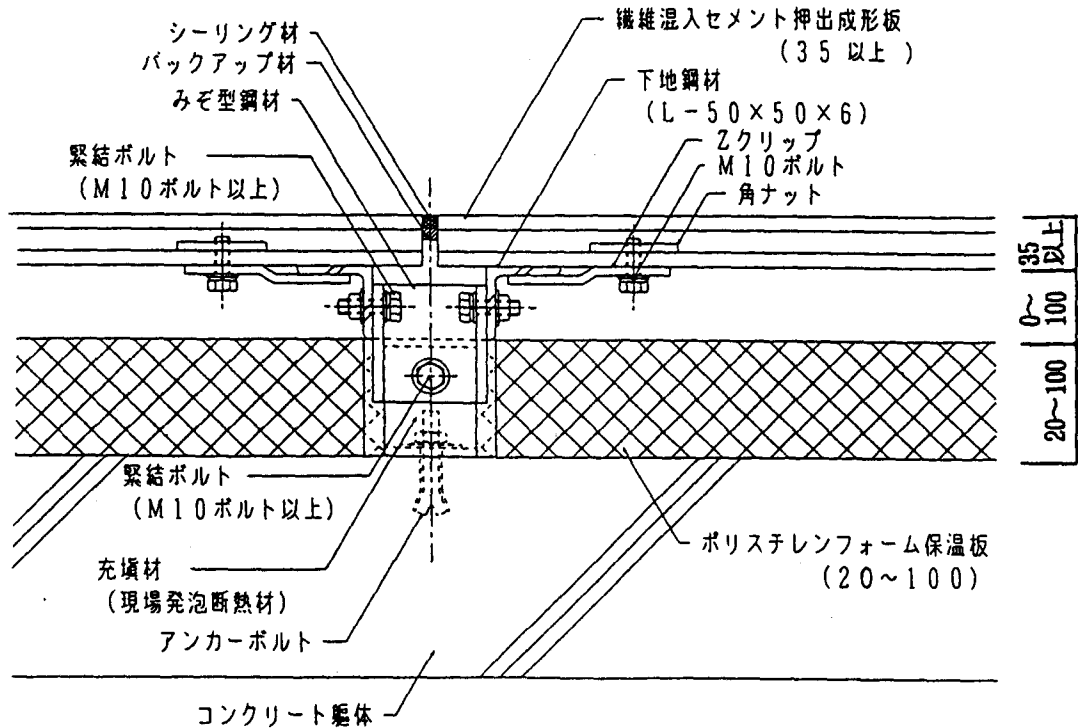 シーリング材
バックアップ材
みぞ型鋼材
緊結ボルト
(M10ボルト以上)
繊維混入セメント押出成形板
(35以上)
下地鋼材
(L-50×50×6)
Zクリップ
M10ボルト
角ナット
35以上
0~100
20~100
緊結ボルト
(M10ボルト以上)
充塡材
(現場発泡断熱材)
アンカーボルト
コンクリート軀体
ポリスチレンフォーム保温板
(20~100)